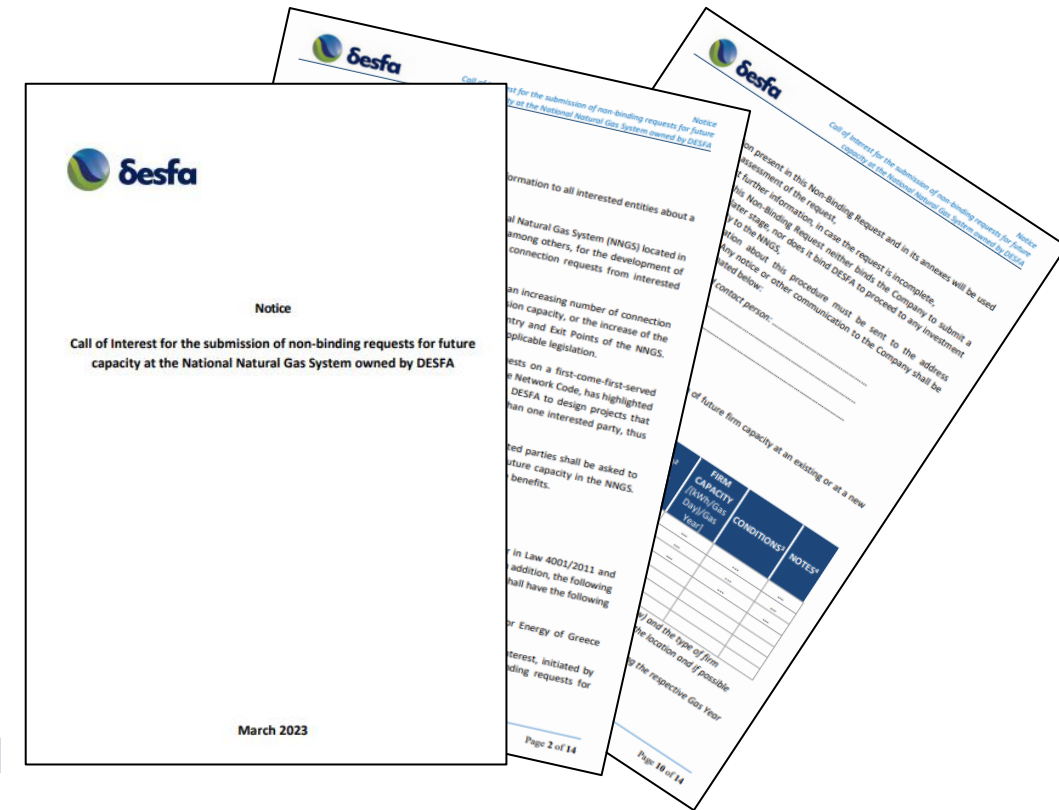 δesfa
Notice
Call of Interest for the submission of non-binding requests for future
capacity at the National Natural Gas System owned by DESFA
March 2023
δesfa
Notice
Call of Interest for the submission of non-binding requests for future
at the National Natural Gas System owned by DESFA
formation to all interested entities about a
al Natural Gas System (NNGS) located in
among others, for the development of
connection requests from interested
an increasing number of connection
sion capacity, or the increase of the
ntry and Exit Points of the NNGS.
pplicable legislation.
ests on a first-come-first-served
e Network Code, has highlighted
DESFA to design projects that
han one interested party, thus
ted parties shall be asked to
uture capacity in the NNGS.
e benefits.
r in Law 4001/2011 and
addition, the following
hall have the following
or Energy of Greece
terest, initiated by
nding requests for
Page 2 of 14
δesfa
Notice
Call of Interest for the submission of non-binding requests for future
capacity at the National Natural Gas System owned by DESFA
on present in this Non-Binding Request and in its annexes will be used
assessment of the request,
t further information, in case the request is incomplete,
his Non-Binding Request neither binds the Company to submit a
later stage, nor does it bind DESFA to proceed to any investment
y to the NNGS,
ation about this procedure must be sent to the address
Any notice or other communication to the Company shall be
nated below:
f contact person:
of future firm capacity at an existing or at a new
FIRM
CAPACITY
[(kWh/Gas
Day)/Gas
Year]
CONDITIONS³
NOTES⁴
w) and the type of firm
the location and if possible
ng the respective Gas Year
Page 10 of 14